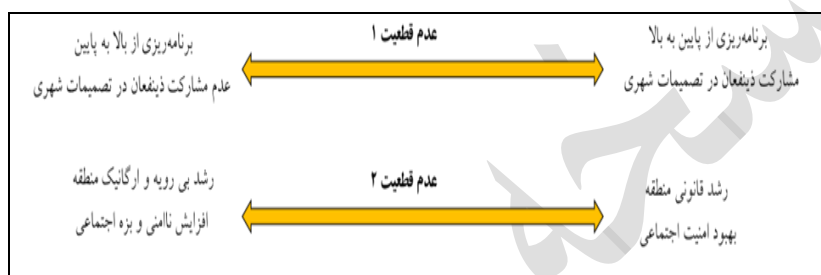 برنامه‌ریزی از پایین به بالا
مشارکت ذینفعان در تصمیمات شهری
عدم قطعیت ۱
برنامه‌ریزی از بالا به پایین
عدم مشارکت ذینفعان در تصمیمات شهری
رشد قانونی منطقه
بهبود امنیت اجتماعی
عدم قطعیت ۲
رشد بی رویه و ارگانیک منطقه
افزایش ناامنی و بزه اجتماعی